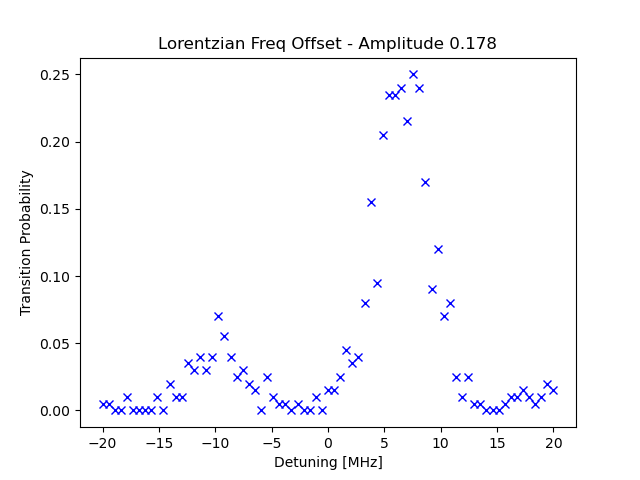 Lorentzian Freq Offset - Amplitude 0.178
Transition Probability
0.25
0.20
0.15
0.10
0.05
0.00
−20 −15 −10 −5 0 5 10 15 20
Detuning [MHz]